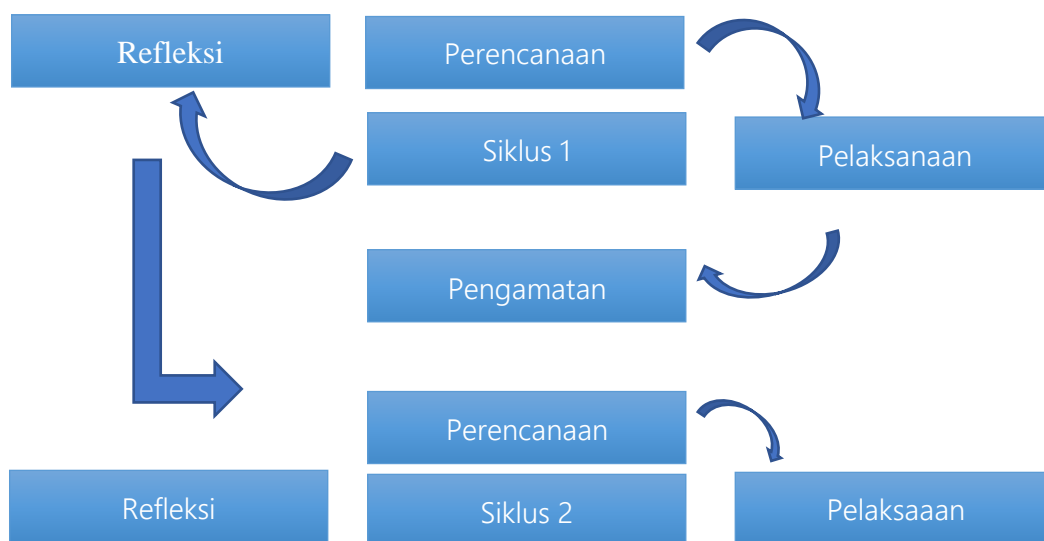 Refleksi
Perencanaan
Siklus 1
Pelaksanaan
Pengamatan
Perencanaan
Refleksi
Siklus 2
Pelaksaaan